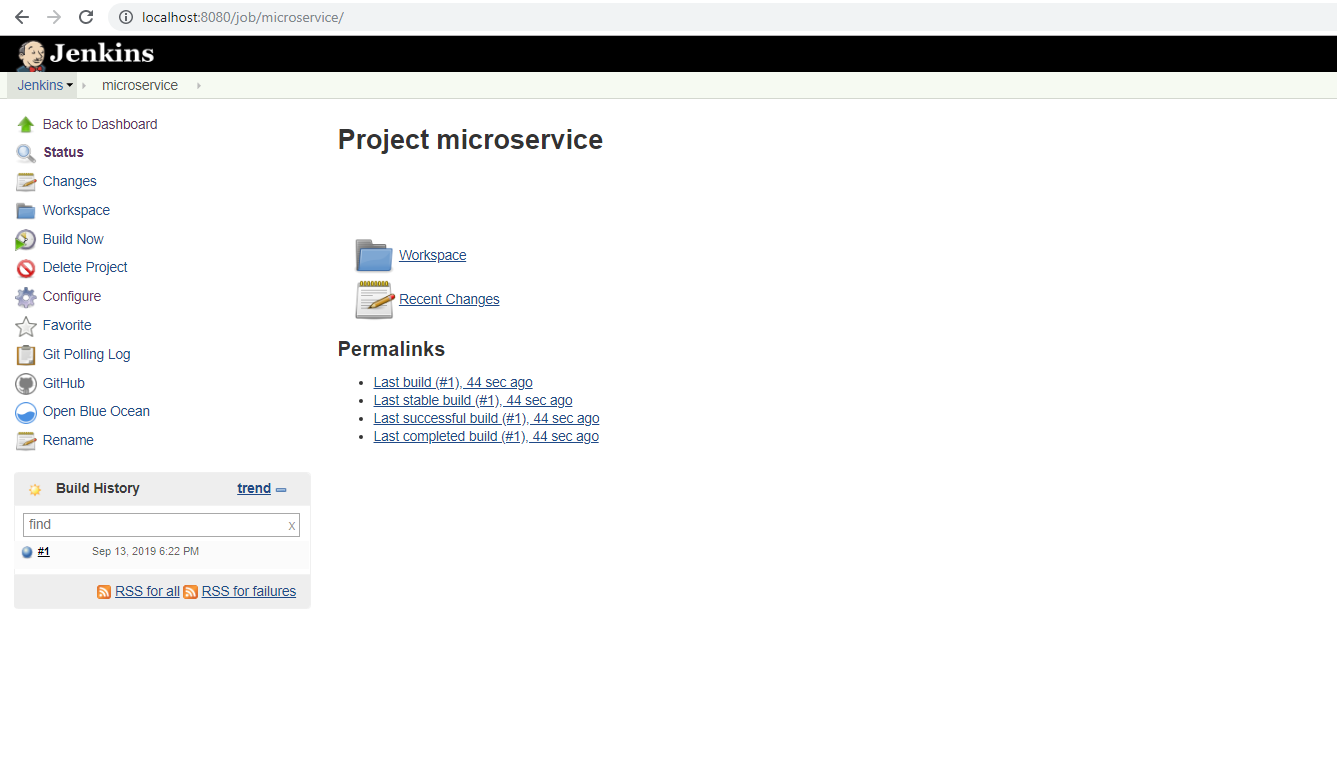 localhost:8080/job/microservice/
Jenkins
Jenkins
microservice
Back to Dashboard
Status
Changes
Workspace
Build Now
Delete Project
Configure
Favorite
Git Polling Log
GitHub
Open Blue Ocean
Rename
Build History trend
find x
#1 Sep 13, 2019 6:22 PM
RSS for all RSS for failures
Project microservice
Workspace
Recent Changes
Permalinks
• Last build (#1), 44 sec ago
• Last stable build (#1), 44 sec ago
• Last successful build (#1), 44 sec ago
• Last completed build (#1), 44 sec ago